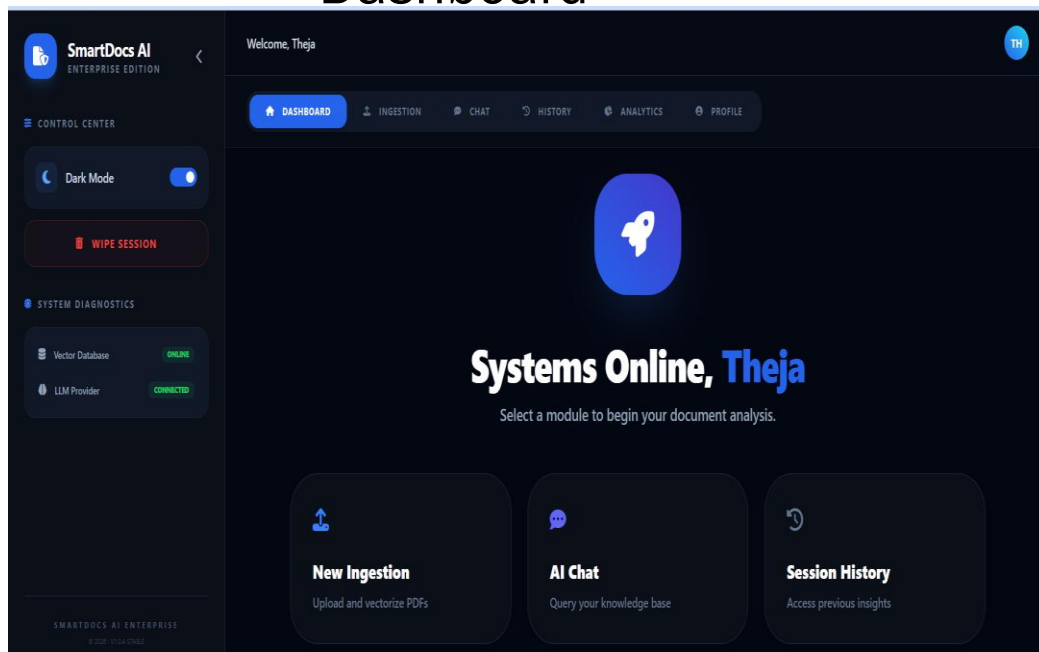 Dashboard
SmartDocs AI
ENTERPRISE EDITION
Welcome, Theja
TH
DASHBOARD
INGESTION
CHAT
HISTORY
ANALYTICS
PROFILE
CONTROL CENTER
Dark Mode
WIPE SESSION
SYSTEM DIAGNOSTICS
Vector Database
ONLINE
LLM Provider
CONNECTED
Systems Online, Theja
Select a module to begin your document analysis.
New Ingestion
Upload and vectorize PDFs
AI Chat
Query your knowledge base
Session History
Access previous insights
SMARTDOCS AI ENTERPRISE